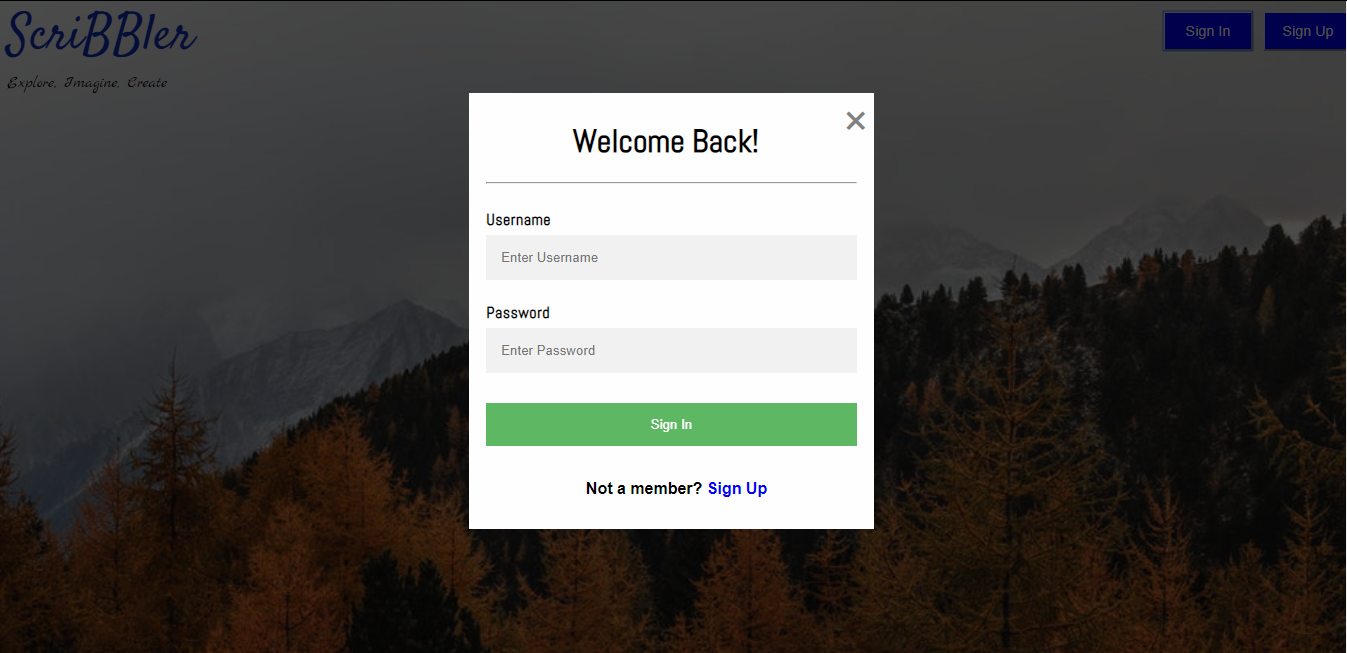 ScriBBler
Sign In
Sign Up
Explore, Imagine, Create
Welcome Back!
Username
Enter Username
Password
Enter Password
Sign In
Not a member? Sign Up